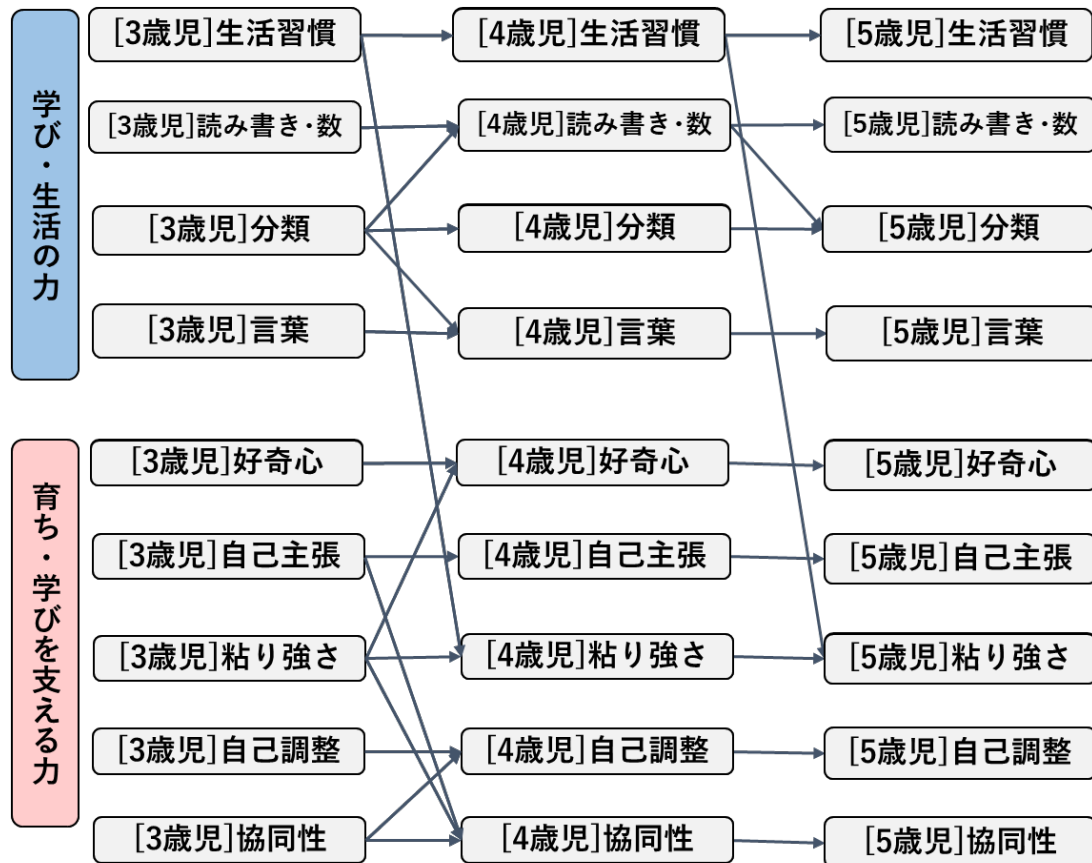 学び・生活の力
[3歳児]生活習慣
[4歳児]生活習慣
[5歳児]生活習慣
[3歳児]読み書き・数
[4歳児]読み書き・数
[5歳児]読み書き・数
[3歳児]分類
[4歳児]分類
[5歳児]分類
[3歳児]言葉
[4歳児]言葉
[5歳児]言葉
育ち・学びを支える力
[3歳児]好奇心
[4歳児]好奇心
[5歳児]好奇心
[3歳児]自己主張
[4歳児]自己主張
[5歳児]自己主張
[3歳児]粘り強さ
[4歳児]粘り強さ
[5歳児]粘り強さ
[3歳児]自己調整
[4歳児]自己調整
[5歳児]自己調整
[3歳児]協同性
[4歳児]協同性
[5歳児]協同性